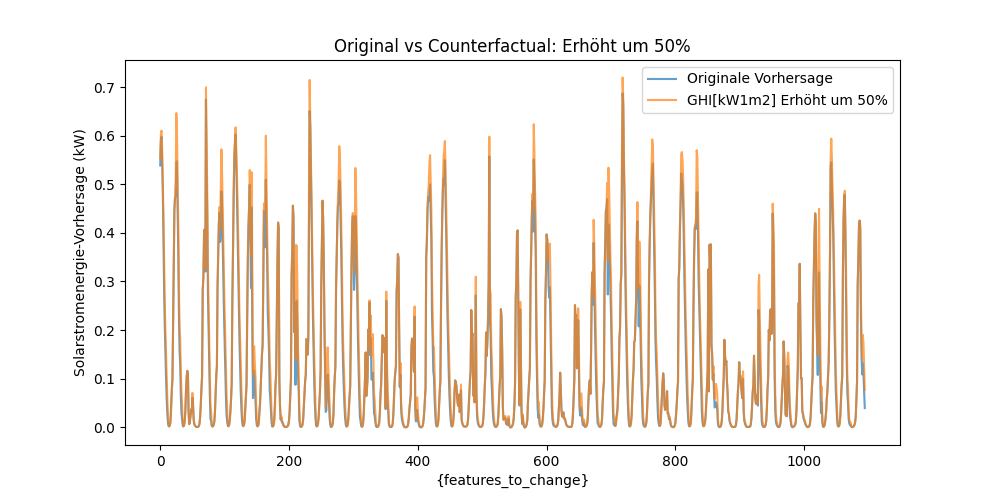 Original vs Counterfactual: Erhöht um 50%
Originale Vorhersage
GHI[kW1m2] Erhöht um 50%
Solarstromenergie-Vorhersage (kW)
0.7
0.6
0.5
0.4
0.3
0.2
0.1
0.0
0 200 400 600 800 1000
{features_to_change}